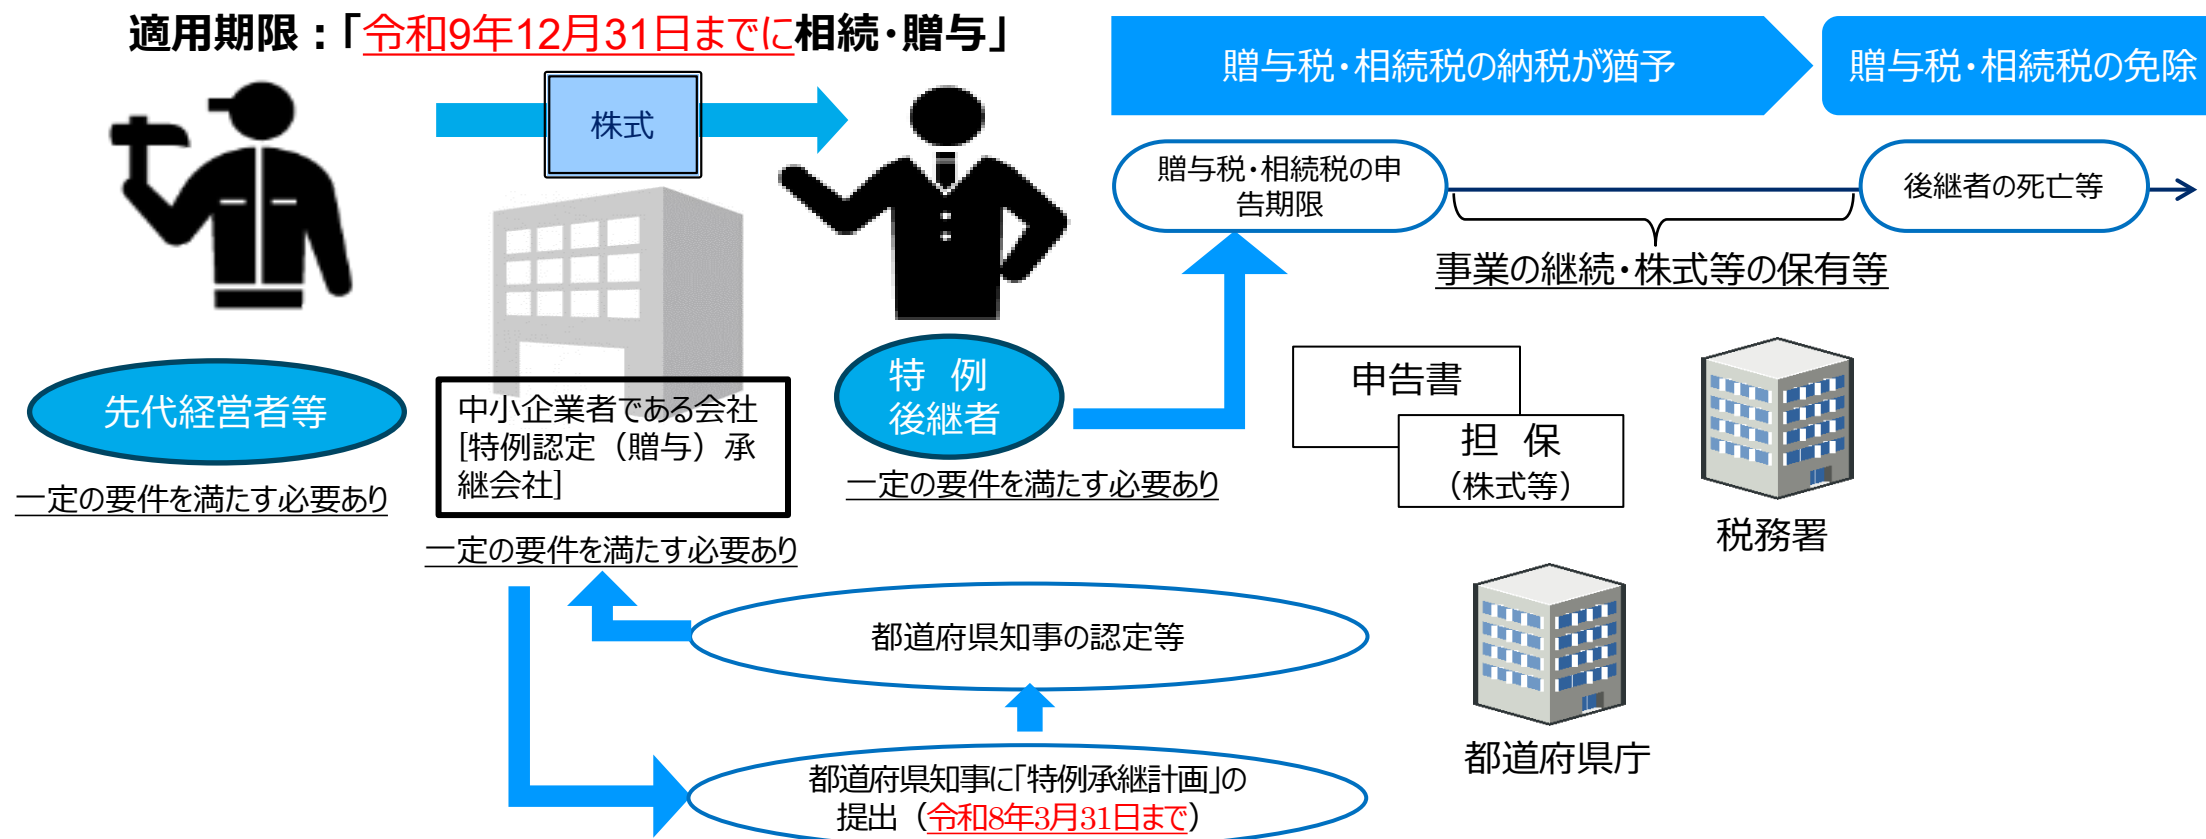 適用期限：「令和9年12月31日までに相続・贈与」
株式
贈与税・相続税の納税が猶予
贈与税・相続税の免除
贈与税・相続税の申
告期限
後継者の死亡等
事業の継続・株式等の保有等
先代経営者等
一定の要件を満たす必要あり
中小企業者である会社
[特例認定（贈与）承
継会社]
一定の要件を満たす必要あり
特　例
後継者
一定の要件を満たす必要あり
申告書
担　保
（株式等）
税務署
都道府県知事の認定等
都道府県庁
都道府県知事に「特例承継計画」の
提出（令和8年3月31日まで）